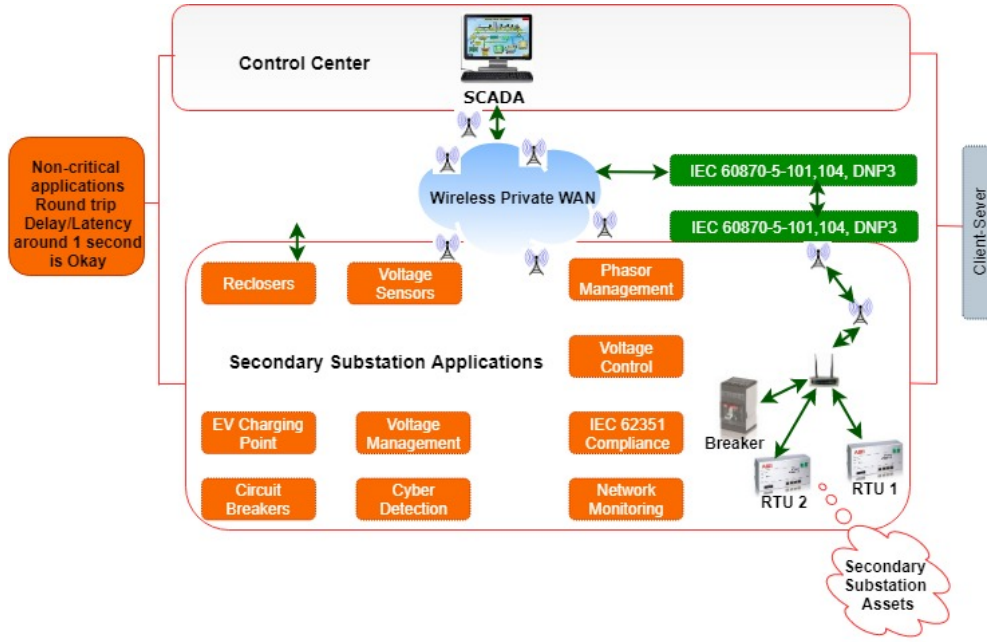 Control Center
SCADA
Non-critical
applications
Round trip
Delay/Latency
around 1 second
is Okay
Wireless Private WAN
IEC 60870-5-101,104, DNP3
IEC 60870-5-101,104, DNP3
Client-Sever
Reclosers
Voltage
Sensors
Phasor
Management
Secondary Substation Applications
Voltage
Control
EV Charging
Point
Voltage
Management
IEC 62351
Compliance
Breaker
Circuit
Breakers
Cyber
Detection
Network
Monitoring
RTU 2
RTU 1
Secondary
Substation
Assets